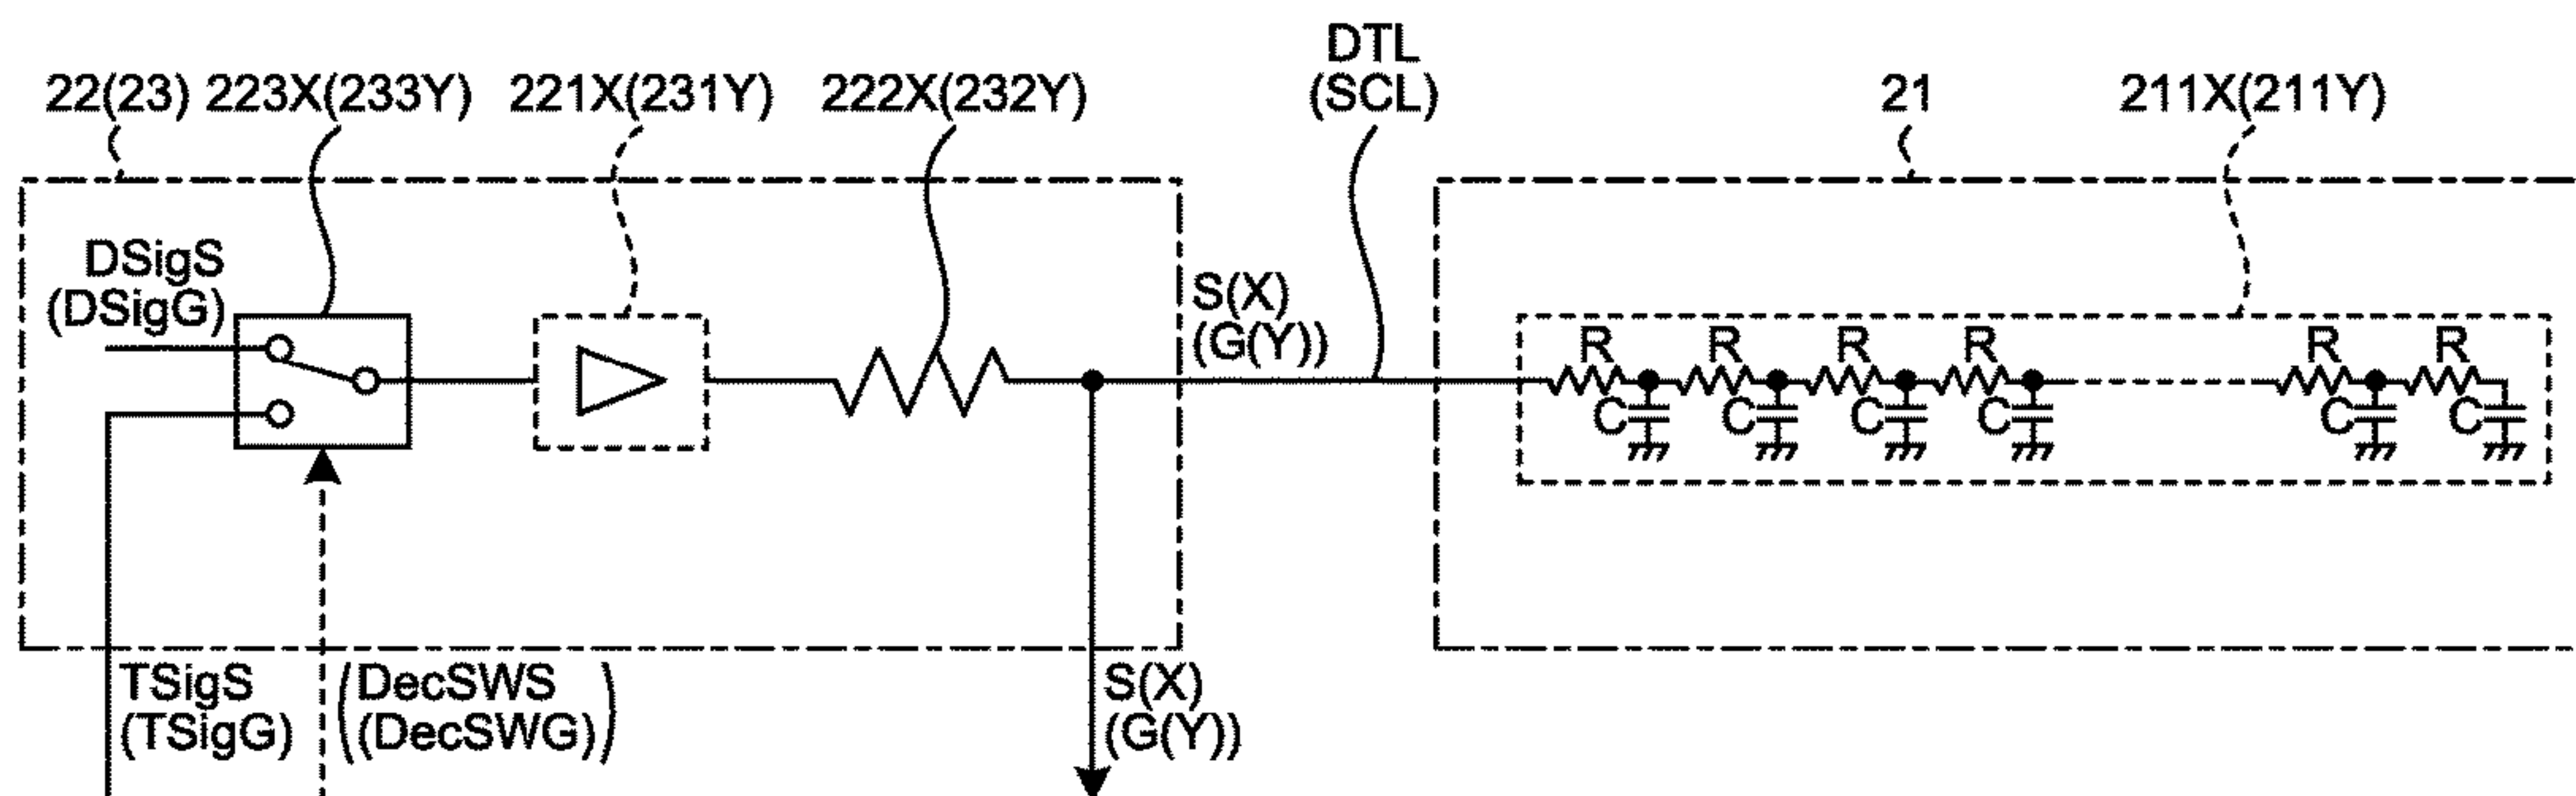 DTL
(SCL)
22(23) 223X(233Y) 221X(231Y) 222X(232Y) 21 211X(211Y)
DSigS
(DSigG)
S(X)
(G(Y))
R R R R R R
C C C C C C
TSigS
(TSigG)
(DecSWS
(DecSWG))
S(X)
(G(Y))